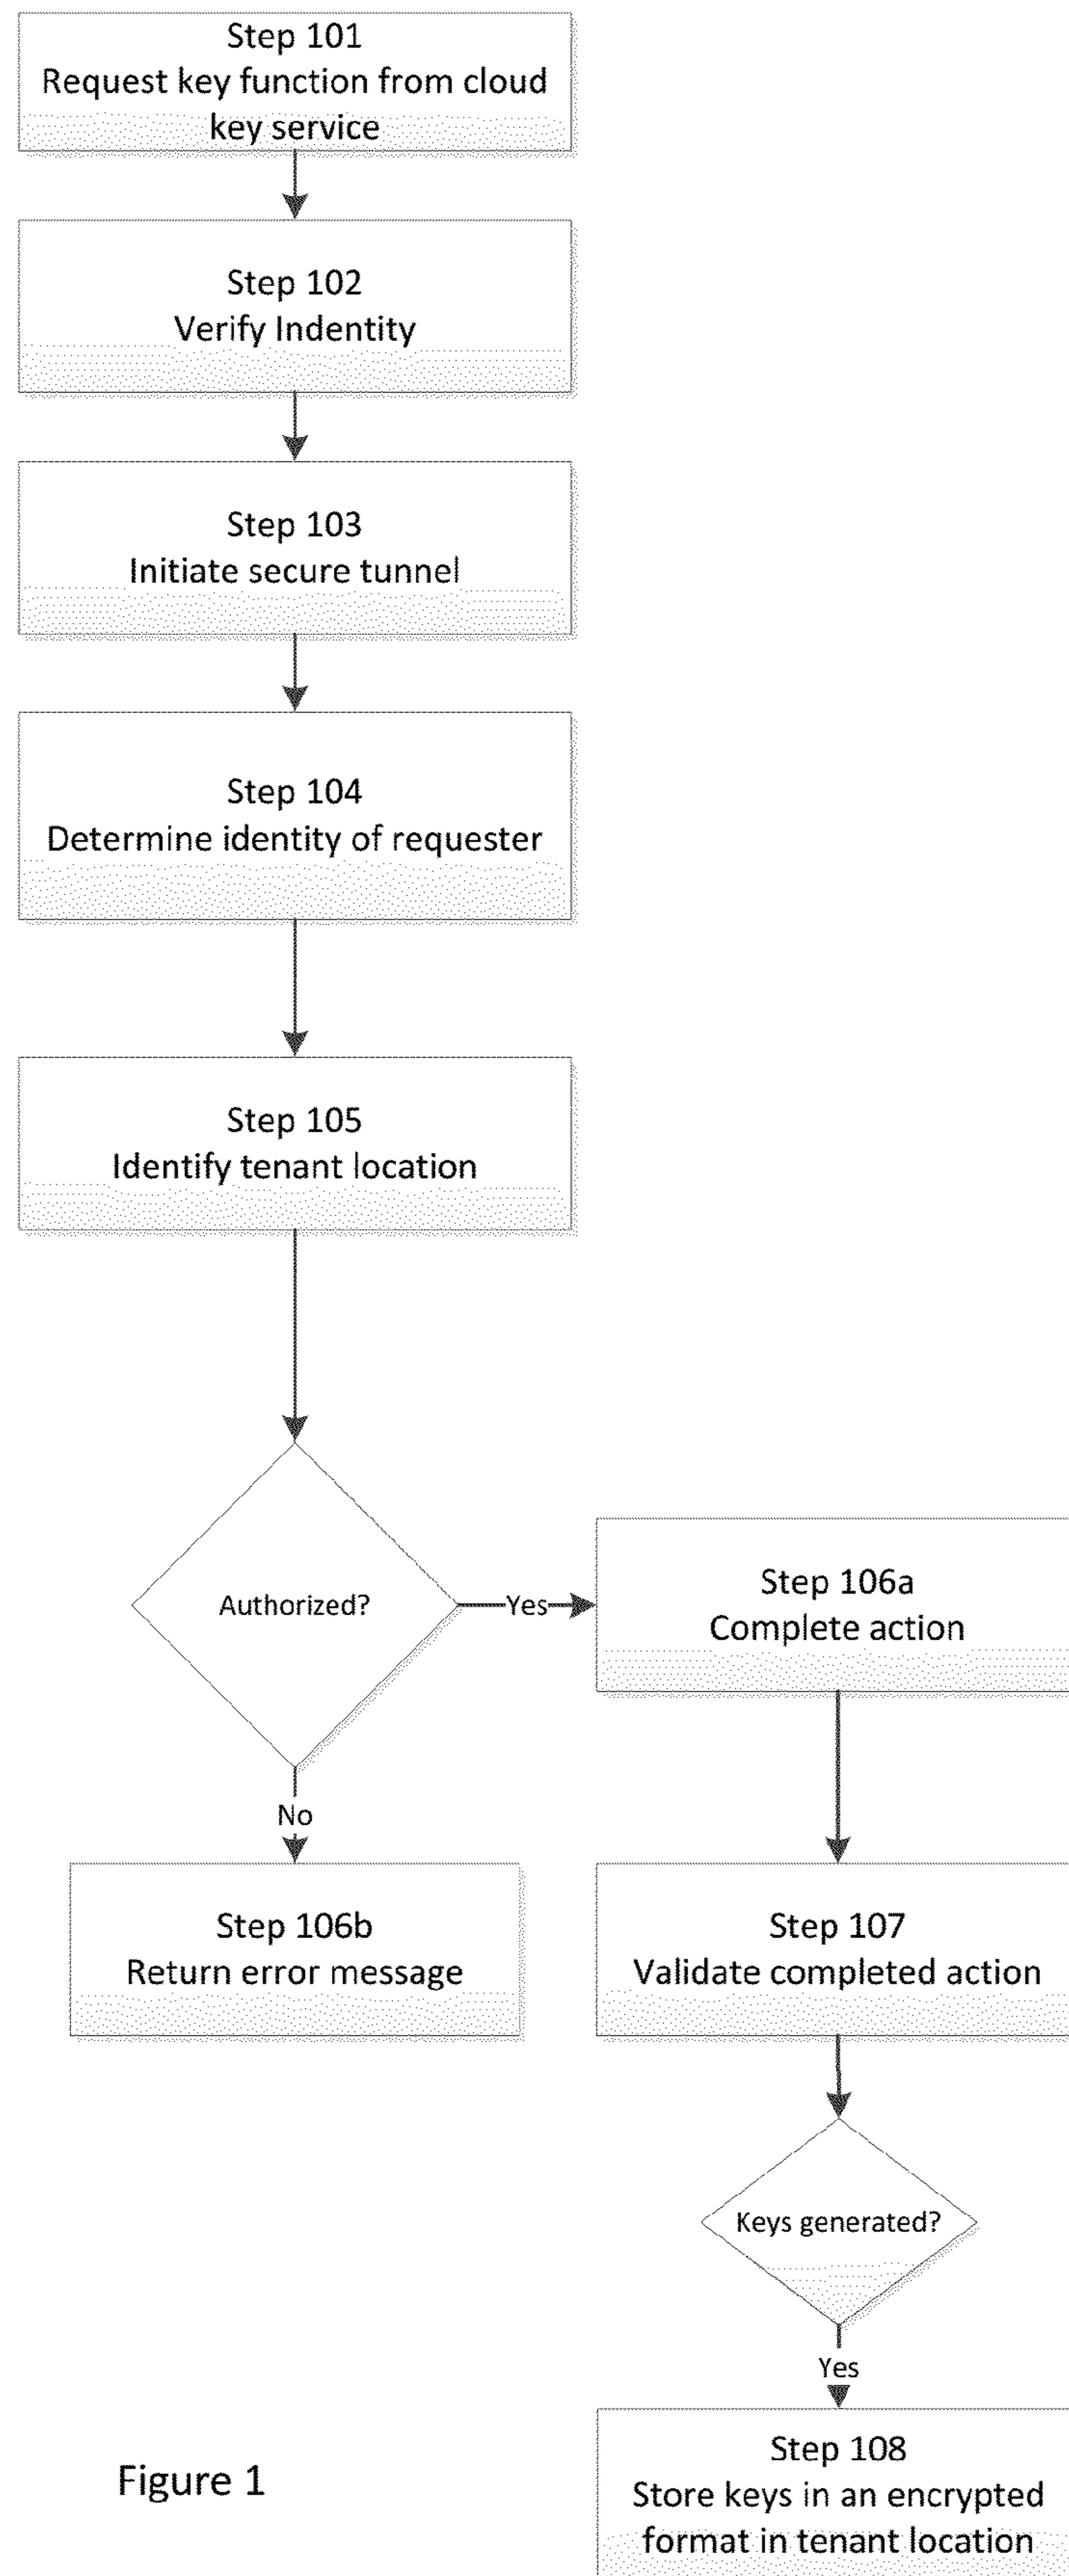 Step 101
Request key function from cloud
key service
Step 102
Verify Indentity
Step 103
Initiate secure tunnel
Step 104
Determine identity of requester
Step 105
Identify tenant location
Authorized?
Yes
Step 106a
Complete action
No
Step 106b
Return error message
Step 107
Validate completed action
Keys generated?
Yes
Step 108
Store keys in an encrypted
format in tenant location
Figure 1